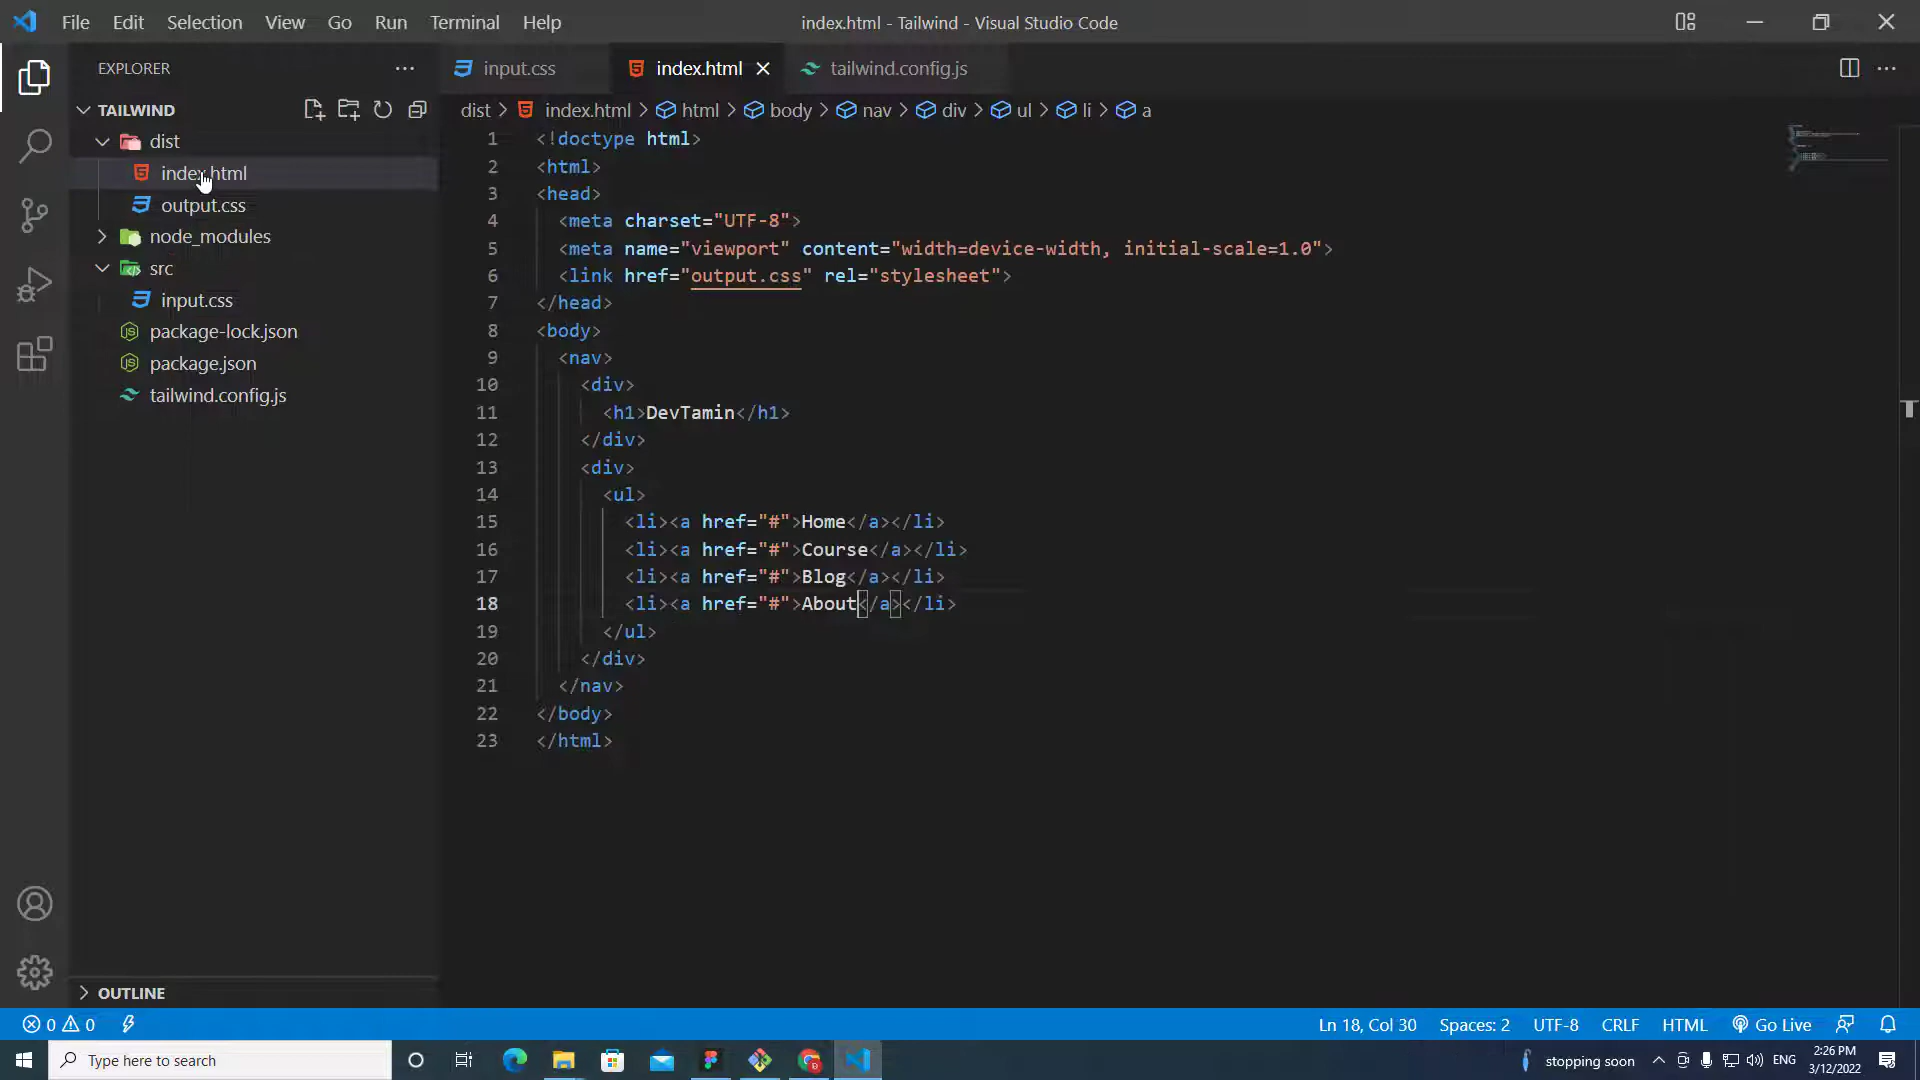 File Edit Selection View Go Run Terminal Help
index.html - Tailwind - Visual Studio Code
EXPLORER
TAILWIND
dist
index.html
output.css
node_modules
src
input.css
package-lock.json
package.json
tailwind.config.js
OUTLINE
input.css index.html tailwind.config.js
dist > index.html > html > body > nav > div > ul > li > a
1 <!doctype html>
2 <html>
3 <head>
4 <meta charset="UTF-8">
5 <meta name="viewport" content="width=device-width, initial-scale=1.0">
6 <link href="output.css" rel="stylesheet">
7 </head>
8 <body>
9 <nav>
10 <div>
11 <h1>DevTamin</h1>
12 </div>
13 <div>
14 <ul>
15 <li><a href="#">Home</a></li>
16 <li><a href="#">Course</a></li>
17 <li><a href="#">Blog</a></li>
18 <li><a href="#">About</a></li>
19 </ul>
20 </div>
21 </nav>
22 </body>
23 </html>
0 0 Ln 18, Col 30 Spaces: 2 UTF-8 CRLF HTML Go Live
Type here to search
stopping soon ENG
2:26 PM
3/12/2022